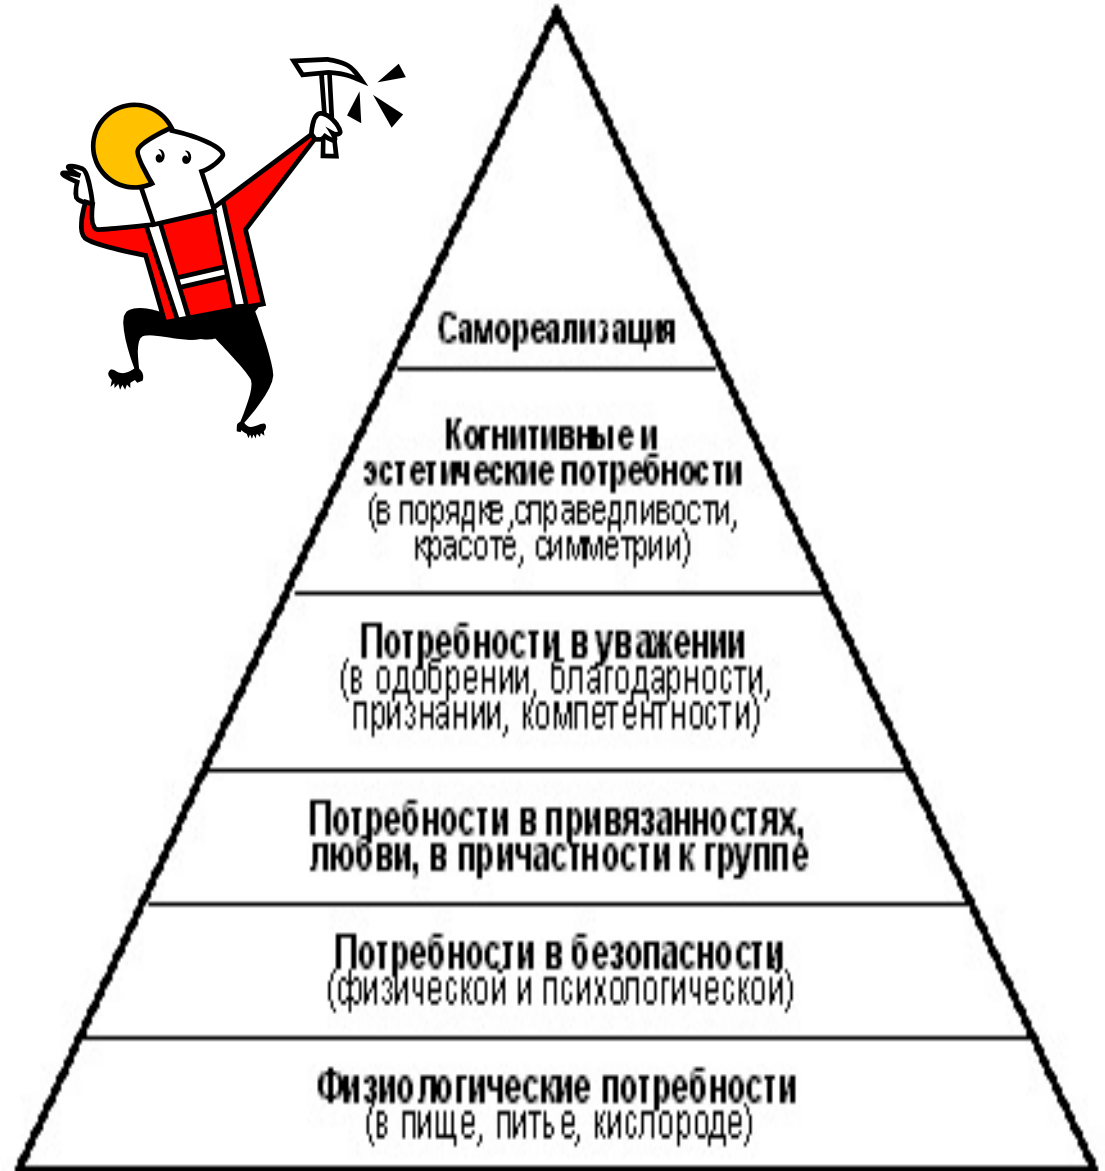 Самореализация
Когнитивные и
эстетические потребности
(в порядке,справедливости,
красоте, симметрии)
Потребности в уважении
(в одобрении, благодарности,
признании, компетентности)
Потребности в привязанностях,
любви, в причастности к группе
Потребности в безопасности
(физической и психологической)
Физиологические потребности
(в пище, питье, кислороде)